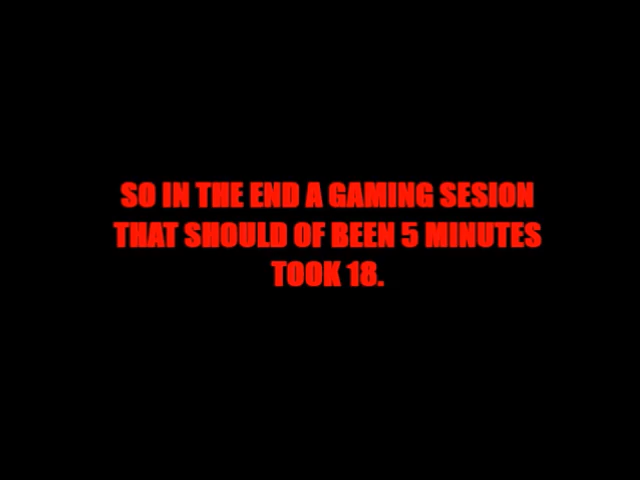 SO IN THE END A GAMING SESION
THAT SHOULD OF BEEN 5 MINUTES
TOOK 18.